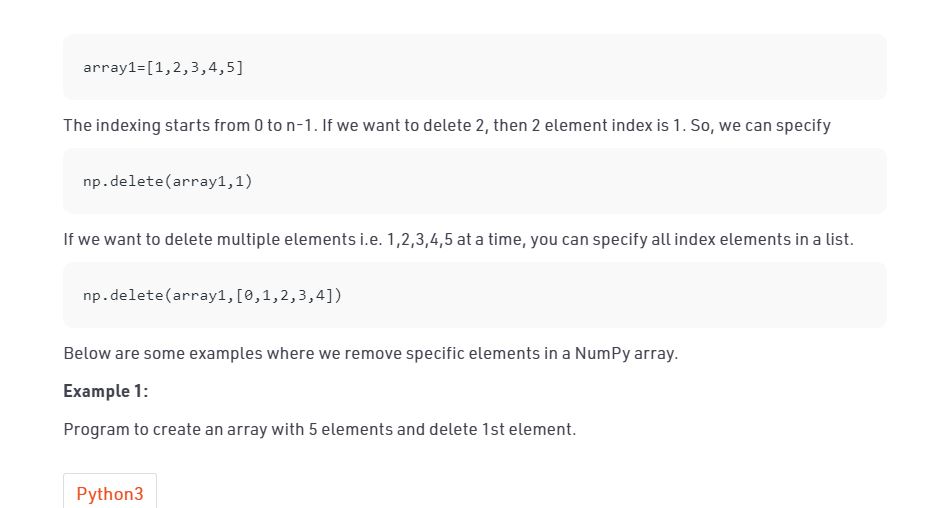 array1=[1,2,3,4,5]
The indexing starts from 0 to n-1. If we want to delete 2, then 2 element index is 1. So, we can specify
np.delete(array1,1)
If we want to delete multiple elements i.e. 1,2,3,4,5 at a time, you can specify all index elements in a list.
np.delete(array1,[0,1,2,3,4])
Below are some examples where we remove specific elements in a NumPy array.
Example 1:
Program to create an array with 5 elements and delete 1st element.
Python3